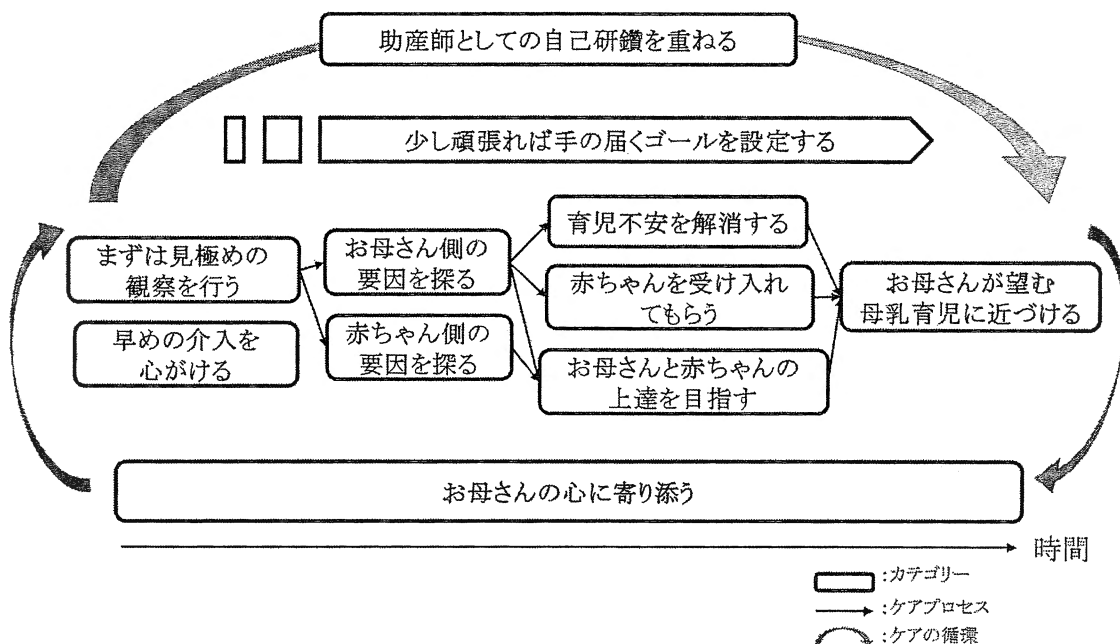 助産師としての自己研鑽を重ねる
少し頑張れば手の届くゴールを設定する
まずは見極めの
観察を行う
早めの介入を
心がける
お母さん側の
要因を探る
赤ちゃん側の
要因を探る
育児不安を解消する
赤ちゃんを受け入れ
てもらう
お母さんと赤ちゃんの
上達を目指す
お母さんが望む
母乳育児に近づける
お母さんの心に寄り添う
時間
:カテゴリー
:ケアプロセス
:ケアの循環